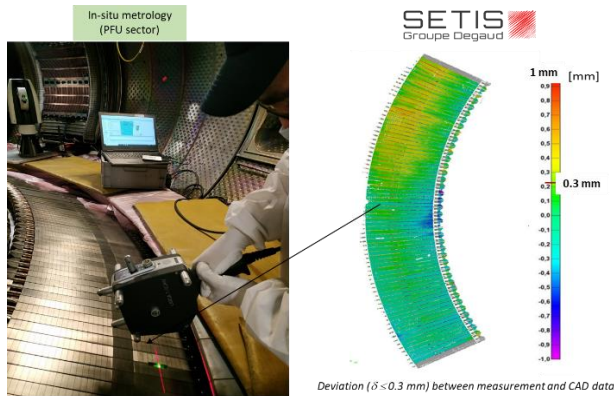 In-situ metrology
(PFU sector)
SETIS
Groupe Degaud
1 mm
[mm]
0,9
0,8
0,7
0,6
0,5
0,4
0.3 mm
0,2
0,1
0,0
-0,1
-0,2
-0,3
-0,4
-0,5
-0,6
-0,7
-0,8
-0,9
-1,0
Deviation (δ ≤0.3 mm) between measurement and CAD data